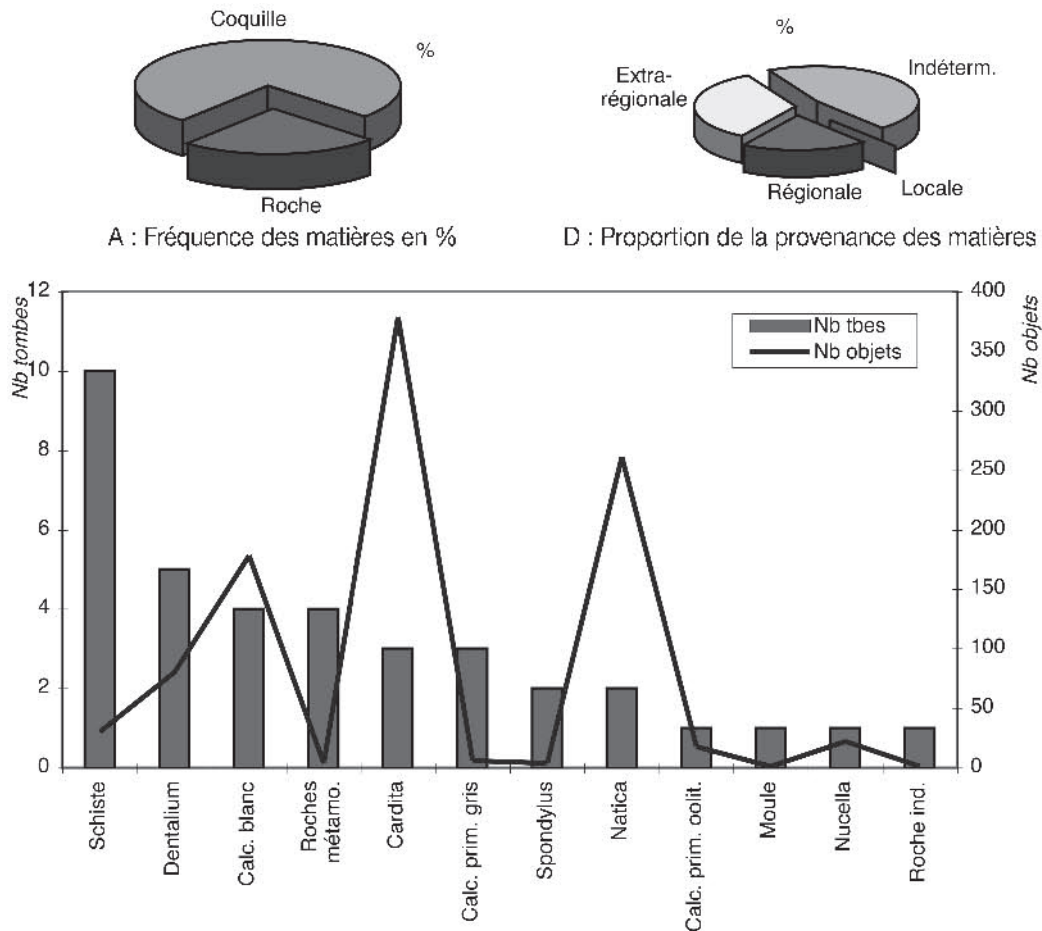 Coquille
%
Roche
A : Fréquence des matières en %
%
Extra-
régionale
Indéterm.
Régionale
Locale
D : Proportion de la provenance des matières
Nb tombes
12
10
8
6
4
2
0
Nb tbes
Nb objets
400
350
300
250
200
150
100
50
0
Nb objets
Schiste
Dentalium
Calc. blanc
Roches
métamo.
Cardita
Calc. prim. gris
Spondylus
Natica
Calc. prim. oolit.
Moule
Nucella
Roche ind.